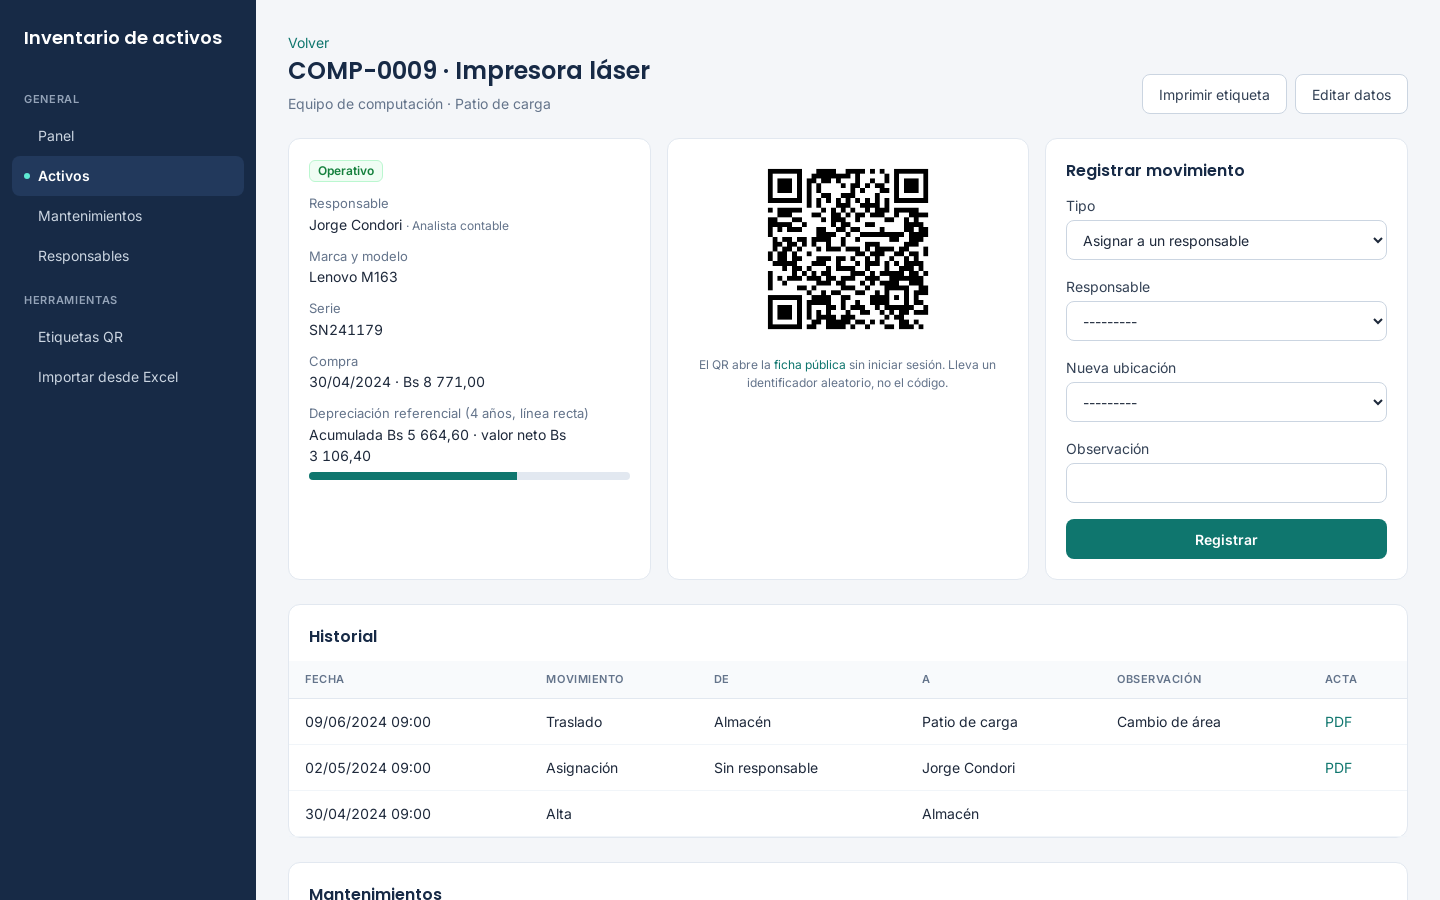 Inventario de activos
GENERAL
Panel
Activos
Mantenimientos
Responsables
HERRAMIENTAS
Etiquetas QR
Importar desde Excel
Volver
COMP-0009 · Impresora láser
Equipo de computación · Patio de carga
Imprimir etiqueta
Editar datos
Operativo
Responsable
Jorge Condori · Analista contable
Marca y modelo
Lenovo M163
Serie
SN241179
Compra
30/04/2024 · Bs 8 771,00
Depreciación referencial (4 años, línea recta)
Acumulada Bs 5 664,60 · valor neto Bs
3 106,40
El QR abre la ficha pública sin iniciar sesión. Lleva un
identificador aleatorio, no el código.
Registrar movimiento
Tipo
Asignar a un responsable
Responsable
---------
Nueva ubicación
---------
Observación
Registrar
Historial
FECHA MOVIMIENTO DE A OBSERVACIÓN ACTA
09/06/2024 09:00 Traslado Almacén Patio de carga Cambio de área PDF
02/05/2024 09:00 Asignación Sin responsable Jorge Condori PDF
30/04/2024 09:00 Alta Almacén
Mantenimientos